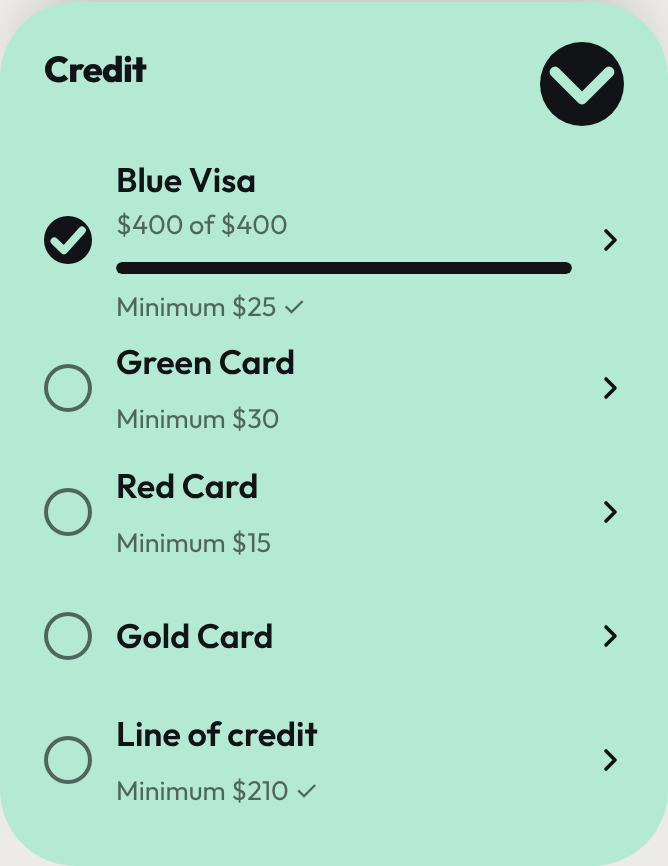 Credit
Blue Visa
$400 of $400
Minimum $25 ✓
Green Card
Minimum $30
Red Card
Minimum $15
Gold Card
Line of credit
Minimum $210 ✓